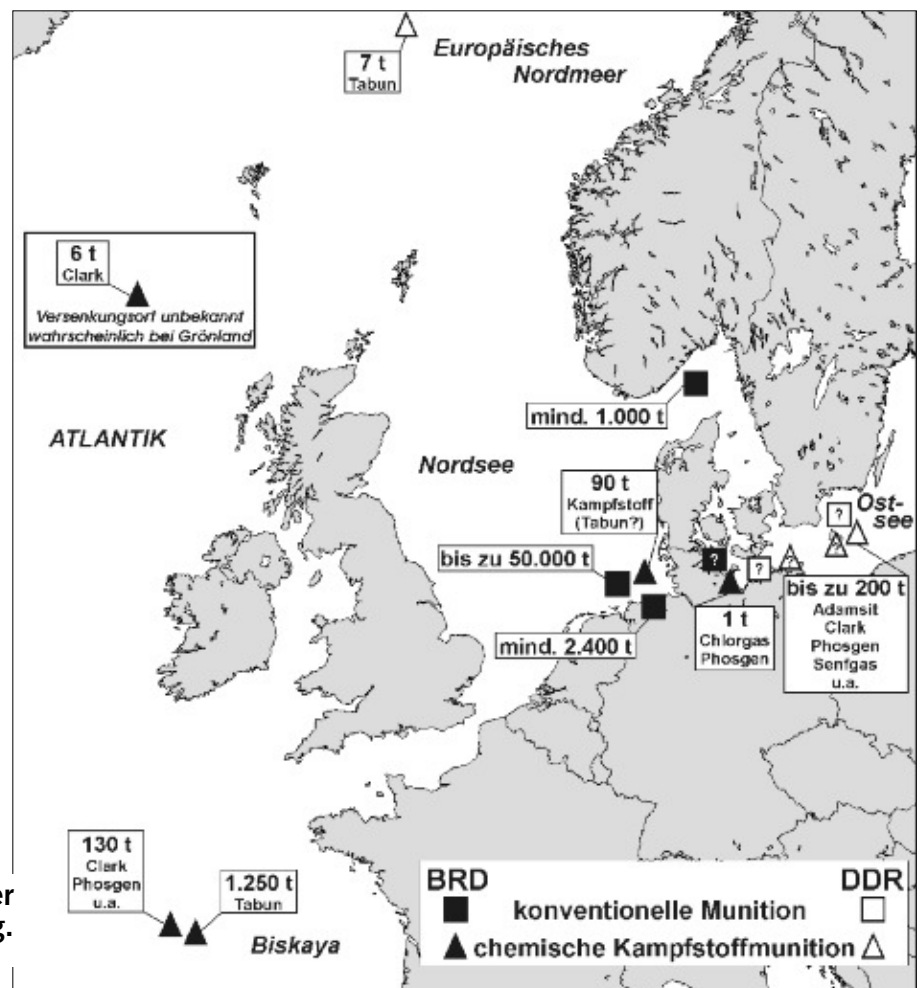 Europäisches
Nordmeer
7 t
Tabun
6 t
Clark
Versenkungsort unbekannt
wahrscheinlich bei Grönland
ATLANTIK
Nordsee
mind. 1.000 t
90 t
Kampfstoff
(Tabun?)
Ost-
see
?
?
bis zu 50.000 t
?
?
?
mind. 2.400 t
1 t
Chlorgas
Phosgen
bis zu 200 t
Adamsit
Clark
Phosgen
Senfgas
u.a.
130 t
Clark
Phosgen
u.a.
1.250 t
Tabun
Biskaya
er
g.
BRD DDR
konventionelle Munition
chemische Kampfstoffmunition